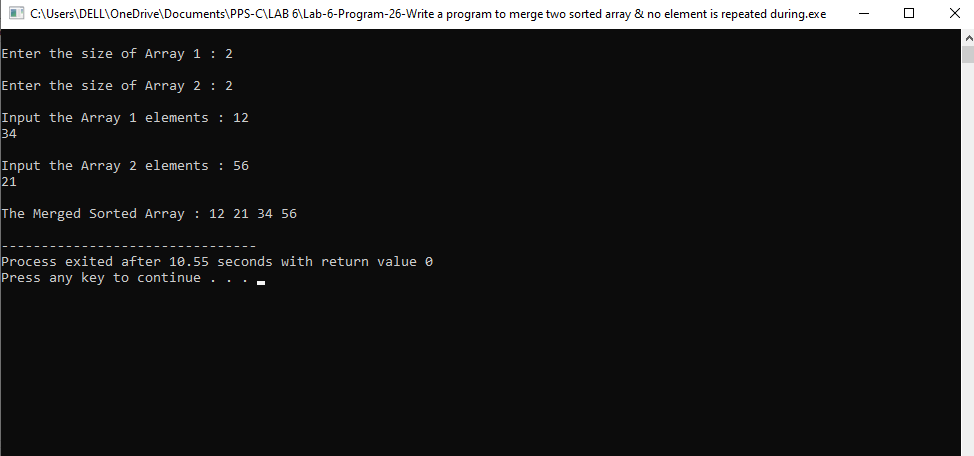 C:\Users\DELL\OneDrive\Documents\PPS-C\LAB 6\Lab-6-Program-26-Write a program to merge two sorted array & no element is repeated during.exe
Enter the size of Array 1 : 2
Enter the size of Array 2 : 2
Input the Array 1 elements : 12
34
Input the Array 2 elements : 56
21
The Merged Sorted Array : 12 21 34 56
--------------------------------
Process exited after 10.55 seconds with return value 0
Press any key to continue . . .